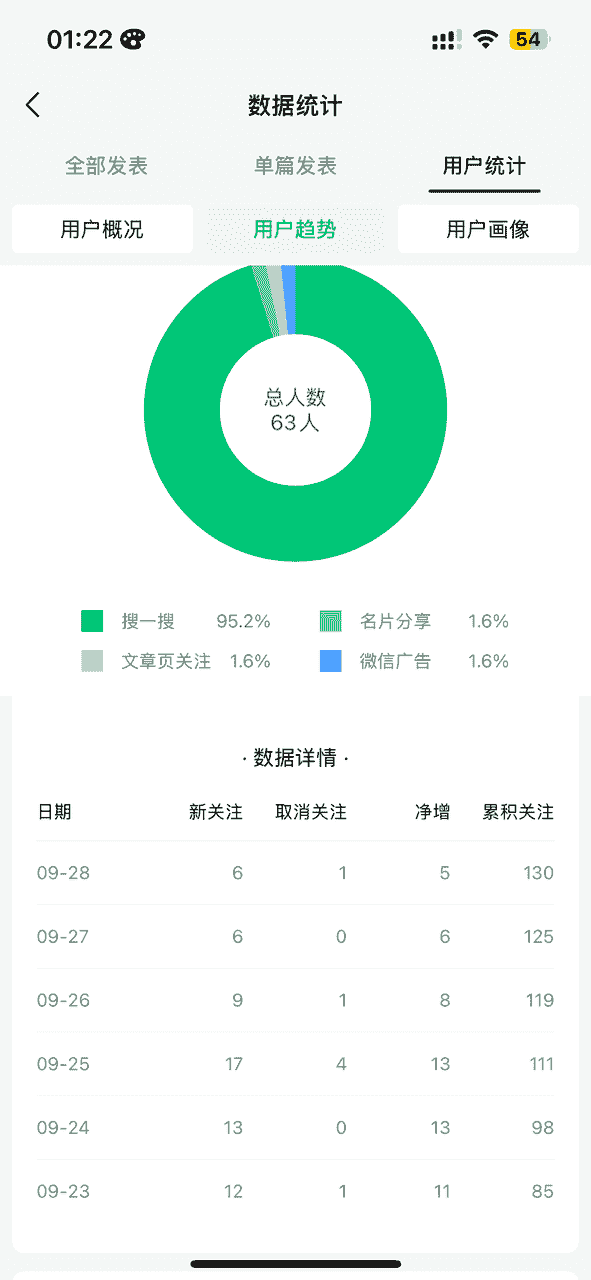 01:22 54
数据统计
全部发表 单篇发表 用户统计
用户概况 用户趋势 用户画像
总人数
63人
搜一搜 95.2% 名片分享 1.6%
文章页关注 1.6% 微信广告 1.6%
· 数据详情 ·
日期 新关注 取消关注 净增 累积关注
09-28 6 1 5 130
09-27 6 0 6 125
09-26 9 1 8 119
09-25 17 4 13 111
09-24 13 0 13 98
09-23 12 1 11 85